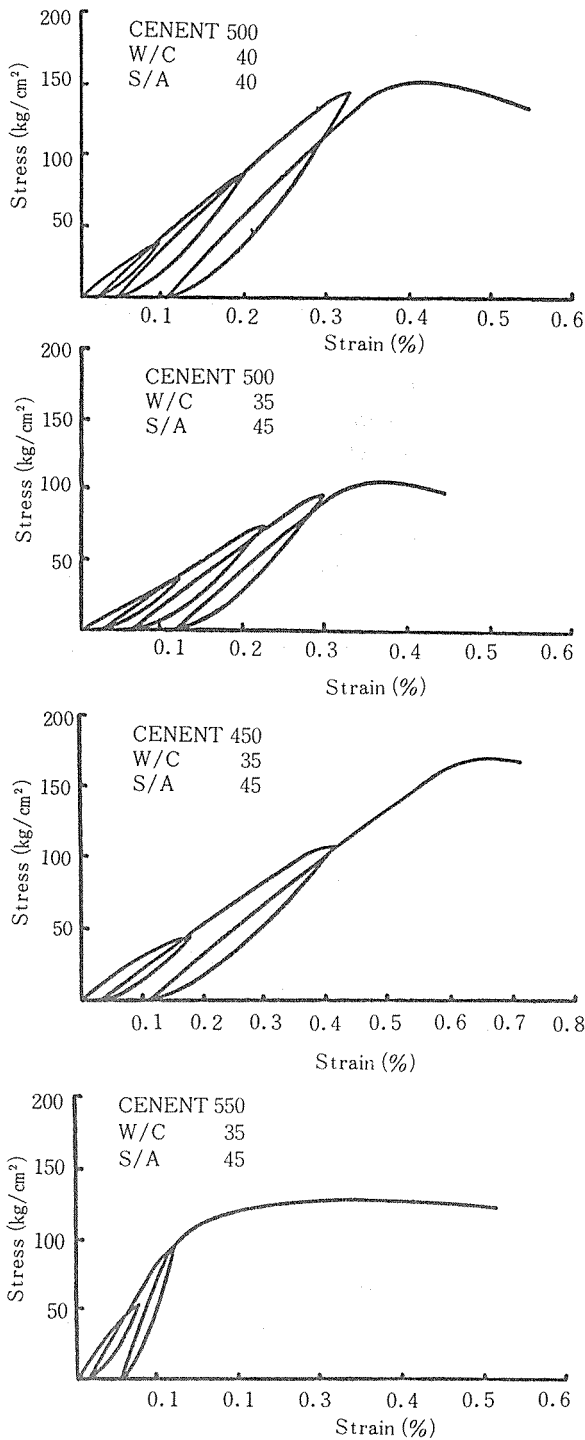 CENENT 500
W/C 40
S/A 40
Stress (kg/cm²)
200
150
100
50
0.1 0.2 0.3 0.4 0.5 0.6
Strain (%)
CENENT 500
W/C 35
S/A 45
Stress (kg/cm²)
200
150
100
50
0.1 0.2 0.3 0.4 0.5 0.6
Strain (%)
CENENT 450
W/C 35
S/A 45
Stress (kg/cm²)
200
150
100
50
0.1 0.2 0.3 0.4 0.5 0.6 0.7 0.8
Strain (%)
CENENT 550
W/C 35
S/A 45
Stress (kg/cm²)
200
150
100
50
0.1 0.1 0.3 0.4 0.5 0.6
Strain (%)